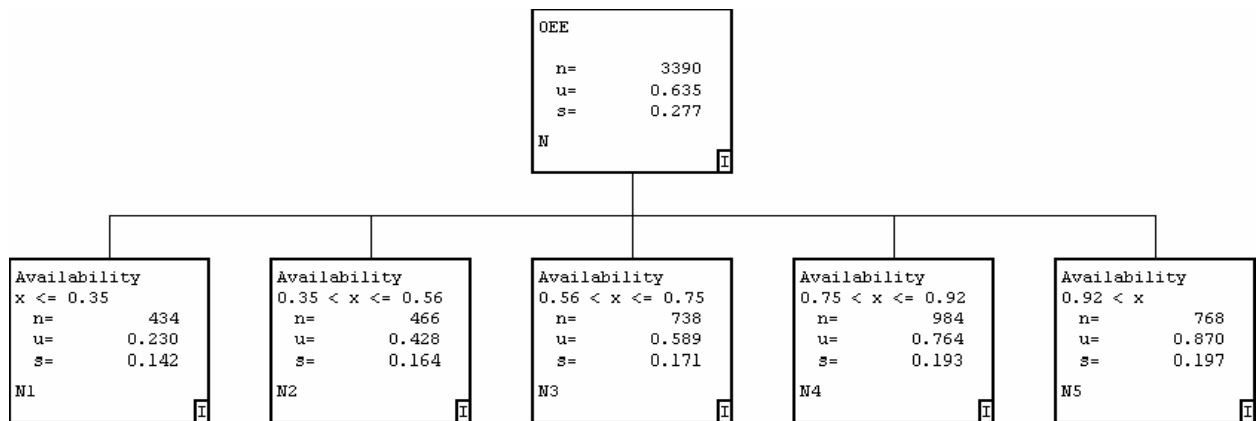 OEE
n= 3390
u= 0.635
s= 0.277
N
I
Availability
x <= 0.35
n= 434
u= 0.230
s= 0.142
N1
I
Availability
0.35 < x <= 0.56
n= 466
u= 0.428
s= 0.164
N2
I
Availability
0.56 < x <= 0.75
n= 738
u= 0.589
s= 0.171
N3
I
Availability
0.75 < x <= 0.92
n= 984
u= 0.764
s= 0.193
N4
I
Availability
0.92 < x
n= 768
u= 0.870
s= 0.197
N5
I